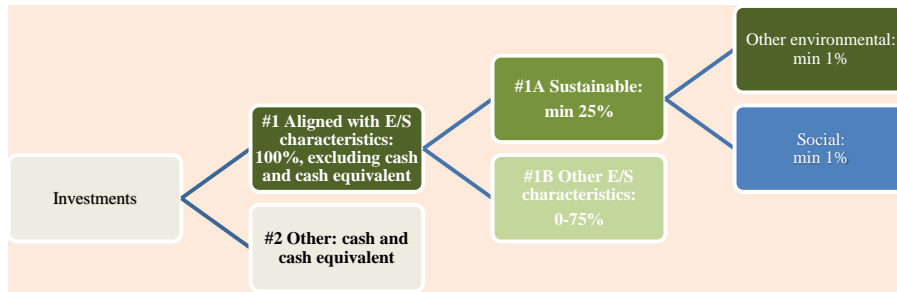 Investments
#1 Aligned with E/S
characteristics:
100%, excluding cash
and cash equivalent
#2 Other: cash and
cash equivalent
#1A Sustainable:
min 25%
#1B Other E/S
characteristics:
0-75%
Other environmental:
min 1%
Social:
min 1%